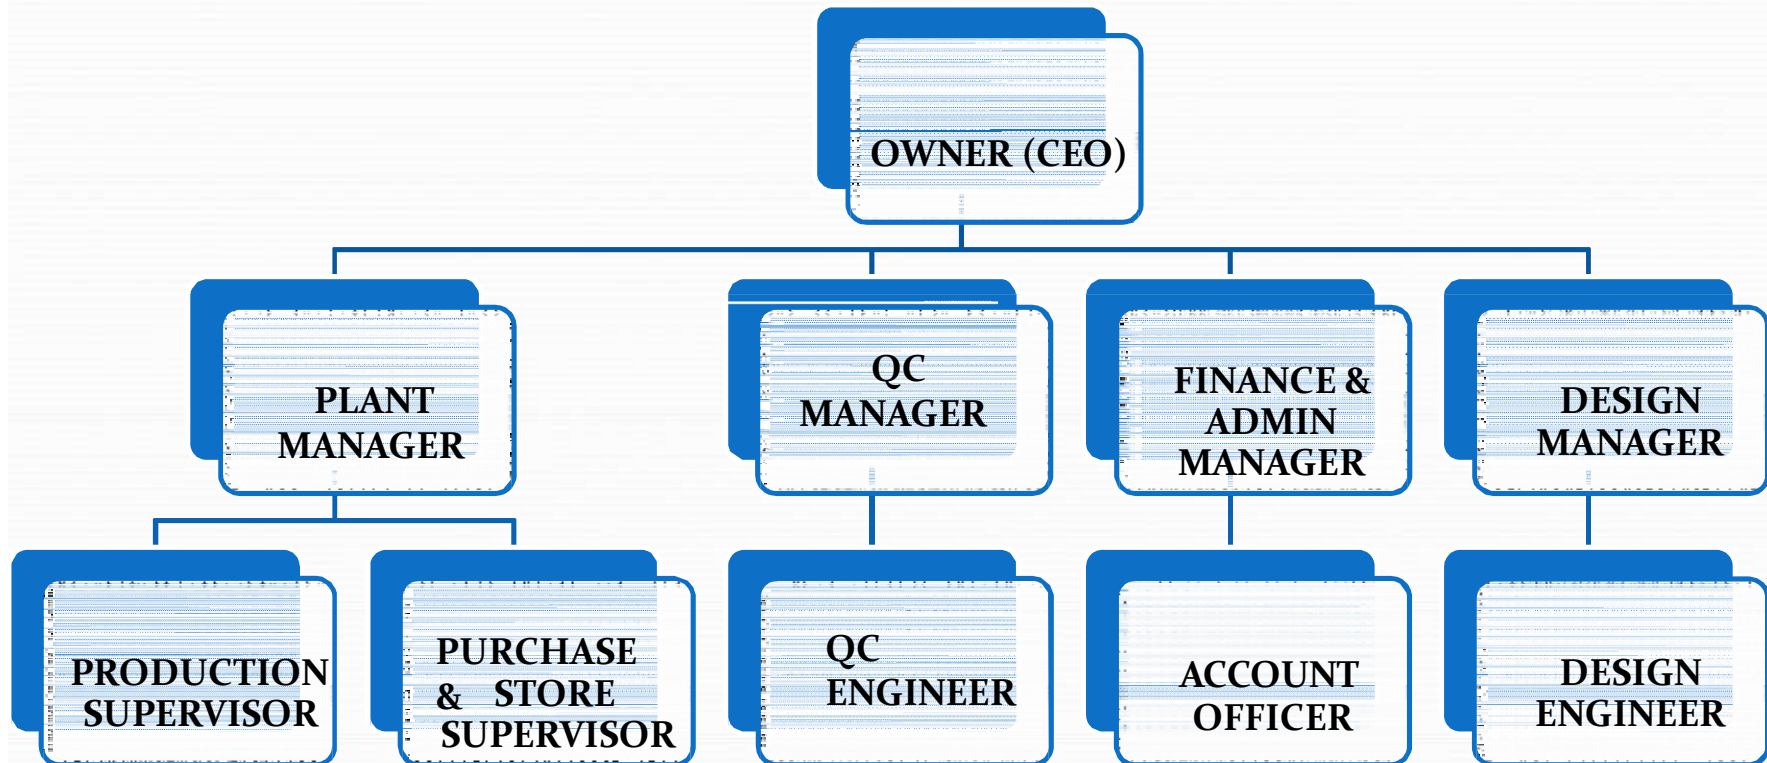 OWNER (CEO)
PLANT
MANAGER
QC
MANAGER
FINANCE &
ADMIN
MANAGER
DESIGN
MANAGER
PRODUCTION
SUPERVISOR
PURCHASE
& STORE
SUPERVISOR
QC
ENGINEER
ACCOUNT
OFFICER
DESIGN
ENGINEER